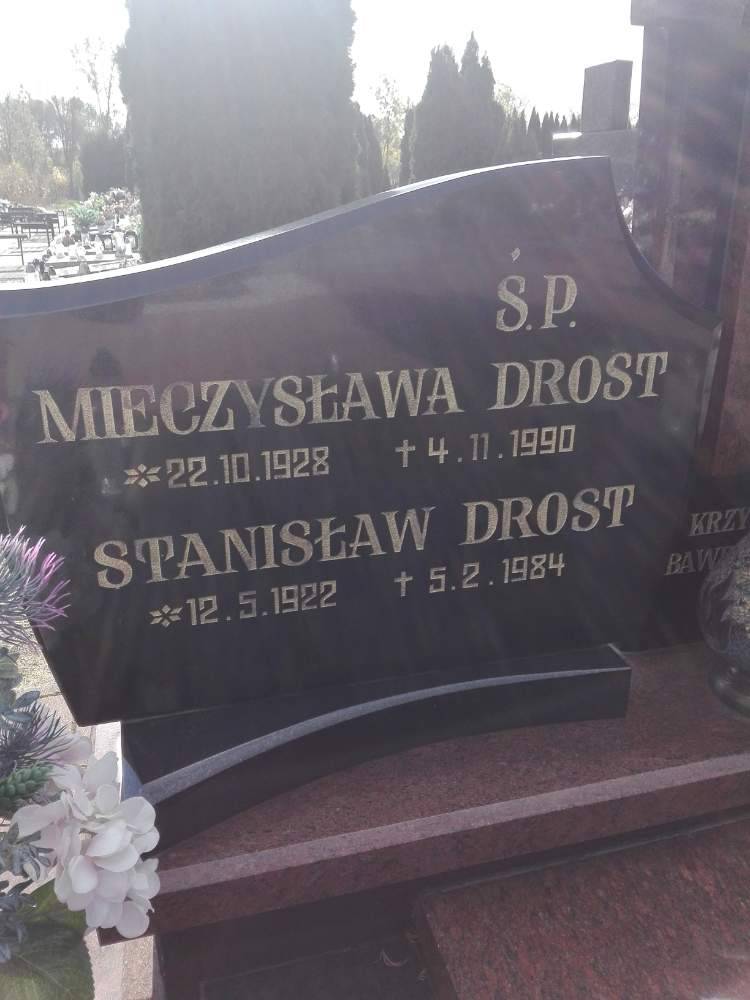 Ś.P.
MIECZYSŁAWA DROST
22.10.1928 † 4.11.1990
STANISŁAW DROST
12.5.1922 † 5.2.1984